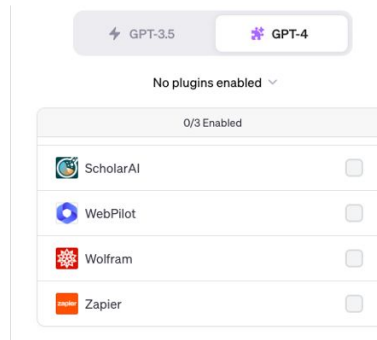 GPT-3.5 GPT-4
No plugins enabled
0/3 Enabled
ScholarAI
WebPilot
Wolfram
zapier Zapier